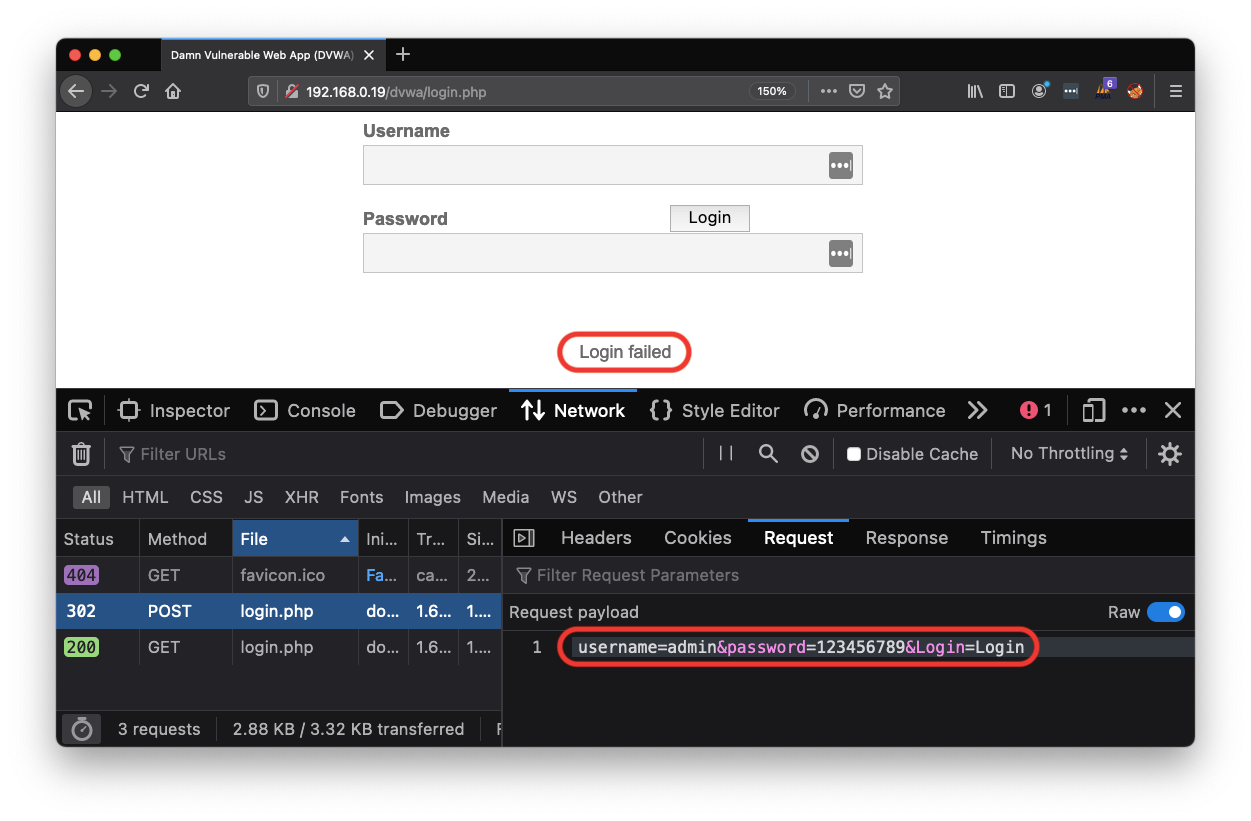 Damn Vulnerable Web App (DVWA)
192.168.0.19/dvwa/login.php 150% 6
Username
Password Login
Login failed
Inspector Console Debugger Network Style Editor Performance 1
Filter URLs Disable Cache No Throttling
All HTML CSS JS XHR Fonts Images Media WS Other
Status Method File Ini... Tr... Si... Headers Cookies Request Response Timings
404 GET favicon.ico Fa... ca... 2... Filter Request Parameters
302 POST login.php do... 1.6... 1.... Request payload Raw
200 GET login.php do... 1.6... 1.... 1 username=admin&password=123456789&Login=Login
3 requests 2.88 KB / 3.32 KB transferred